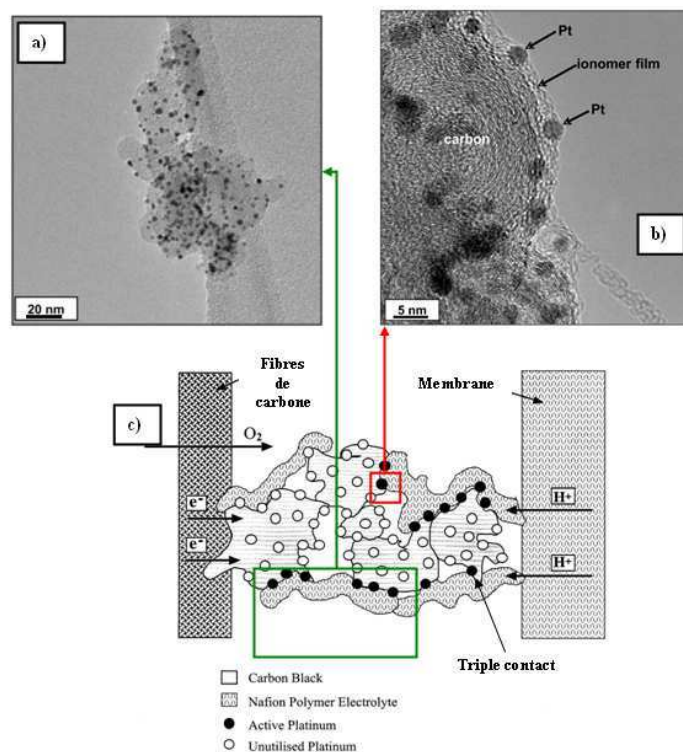 a)
20 nm
Pt
ionomer film
Pt
carbon
b)
5 nm
Fibres
de
carbone
Membrane
c)
O₂
e⁻
H⁺
e⁻
H⁺
Triple contact
Carbon Black
Nafion Polymer Electrolyte
Active Platinum
Unutilised Platinum